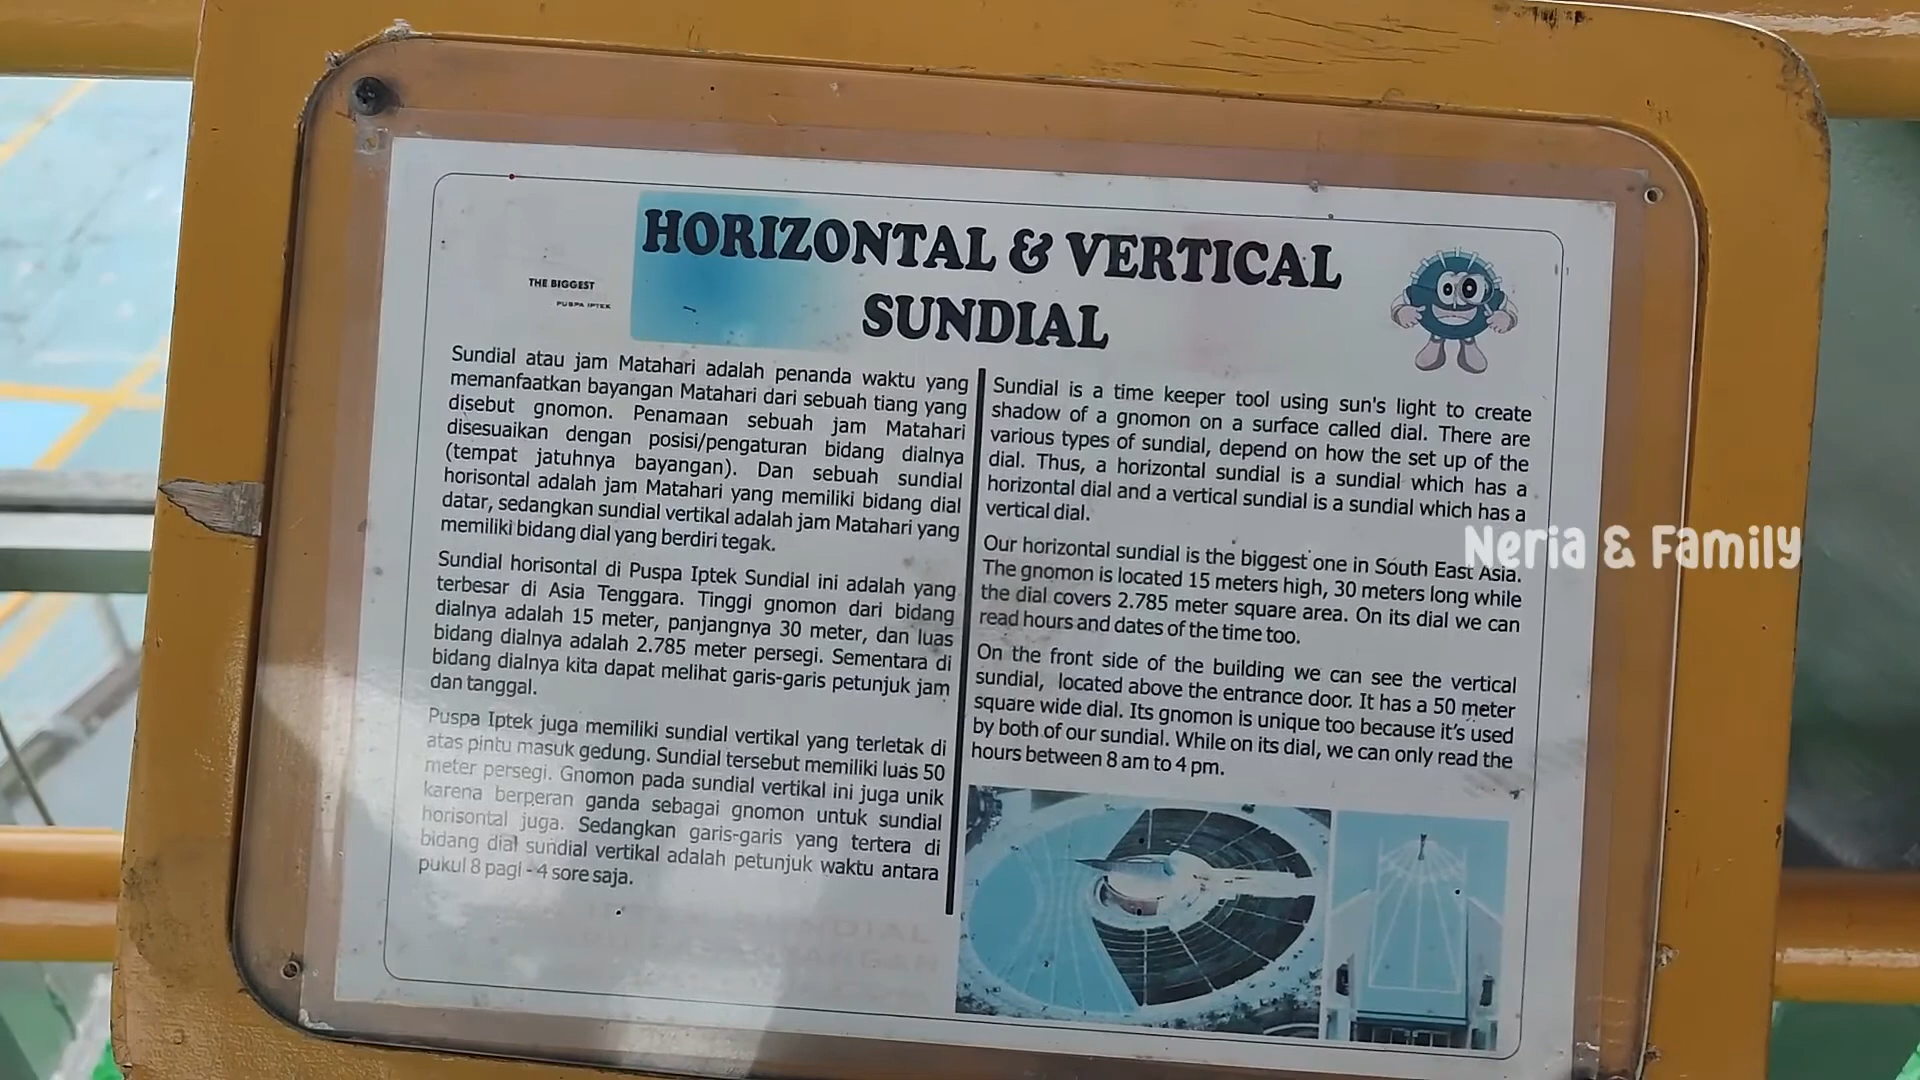 HORIZONTAL & VERTICAL
SUNDIAL
THE BIGGEST
PUSPA IPTEK
Sundial atau jam Matahari adalah penanda waktu yang
memanfaatkan bayangan Matahari dari sebuah tiang yang
disebut gnomon. Penamaan sebuah jam Matahari
disesuaikan dengan posisi/pengaturan bidang dialnya
(tempat jatuhnya bayangan). Dan sebuah sundial
horisontal adalah jam Matahari yang memiliki bidang dial
datar, sedangkan sundial vertikal adalah jam Matahari yang
memiliki bidang dial yang berdiri tegak.
Sundial horisontal di Puspa Iptek Sundial ini adalah yang
terbesar di Asia Tenggara. Tinggi gnomon dari bidang
dialnya adalah 15 meter, panjangnya 30 meter, dan luas
bidang dialnya adalah 2.785 meter persegi. Sementara di
bidang dialnya kita dapat melihat garis-garis petunjuk jam
dan tanggal.
Puspa Iptek juga memiliki sundial vertikal yang terletak di
atas pintu masuk gedung. Sundial tersebut memiliki luas 50
meter persegi. Gnomon pada sundial vertikal ini juga unik
karena berperan ganda sebagai gnomon untuk sundial
horisontal juga. Sedangkan garis-garis yang tertera di
bidang dial sundial vertikal adalah petunjuk waktu antara
pukul 8 pagi - 4 sore saja.
Sundial is a time keeper tool using sun's light to create
shadow of a gnomon on a surface called dial. There are
various types of sundial, depend on how the set up of the
dial. Thus, a horizontal sundial is a sundial which has a
horizontal dial and a vertical sundial is a sundial which has a
vertical dial.
Our horizontal sundial is the biggest one in South East Asia.
The gnomon is located 15 meters high, 30 meters long while
the dial covers 2.785 meter square area. On its dial we can
read hours and dates of the time too.
On the front side of the building we can see the vertical
sundial, located above the entrance door. It has a 50 meter
square wide dial. Its gnomon is unique too because it's used
by both of our sundial. While on its dial, we can only read the
hours between 8 am to 4 pm.
Neria & Family